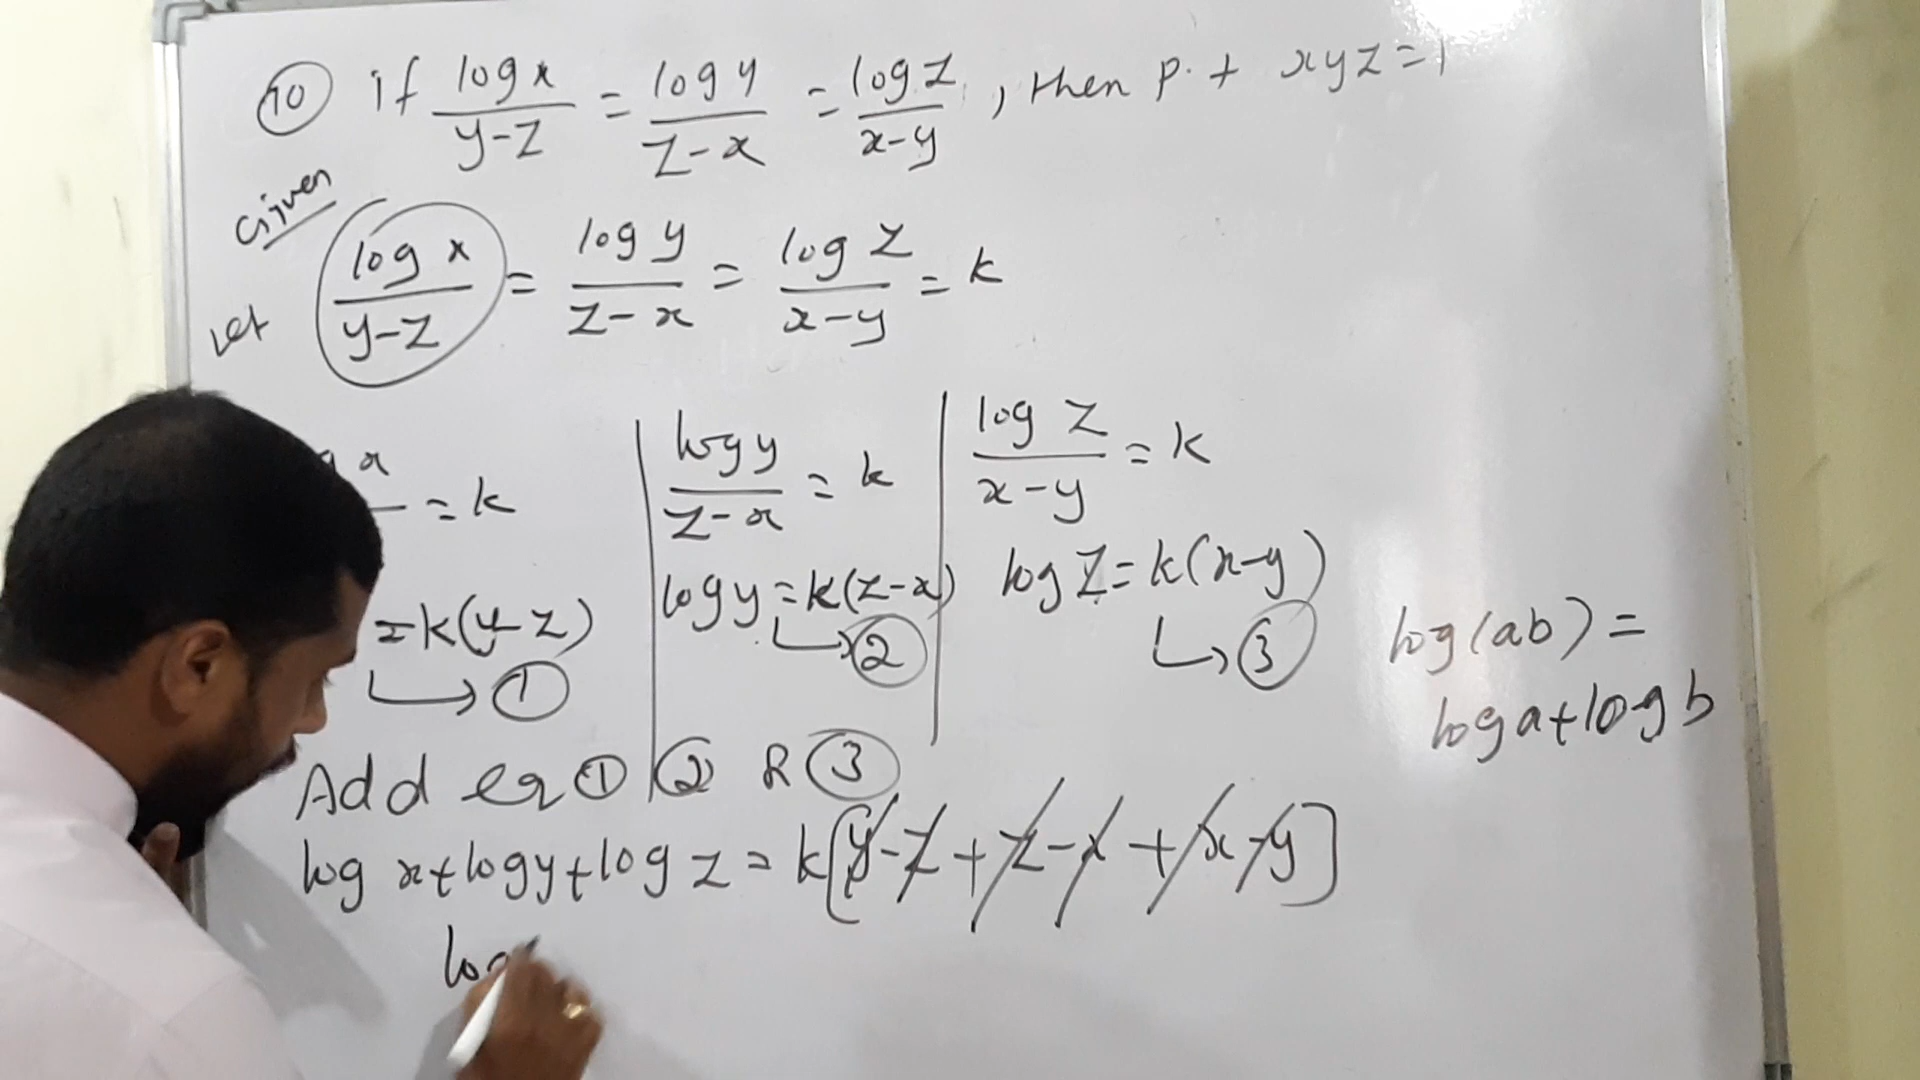 10 if log x / y-z = log y / z-x = log z / x-y , then p.t xyz=1
Given
Let log x / y-z = log y / z-x = log z / x-y = k
x = k
log y / z-x = k
log z / x-y = k
=k(y-z)
log y=k(z-x)
log z=k(x-y)
→ 1
→ 2
→ 3
log(ab) =
log a+log b
Add eq 1 2 & 3
log x+log y+log z = k[y-z+z-x+x-y]
log